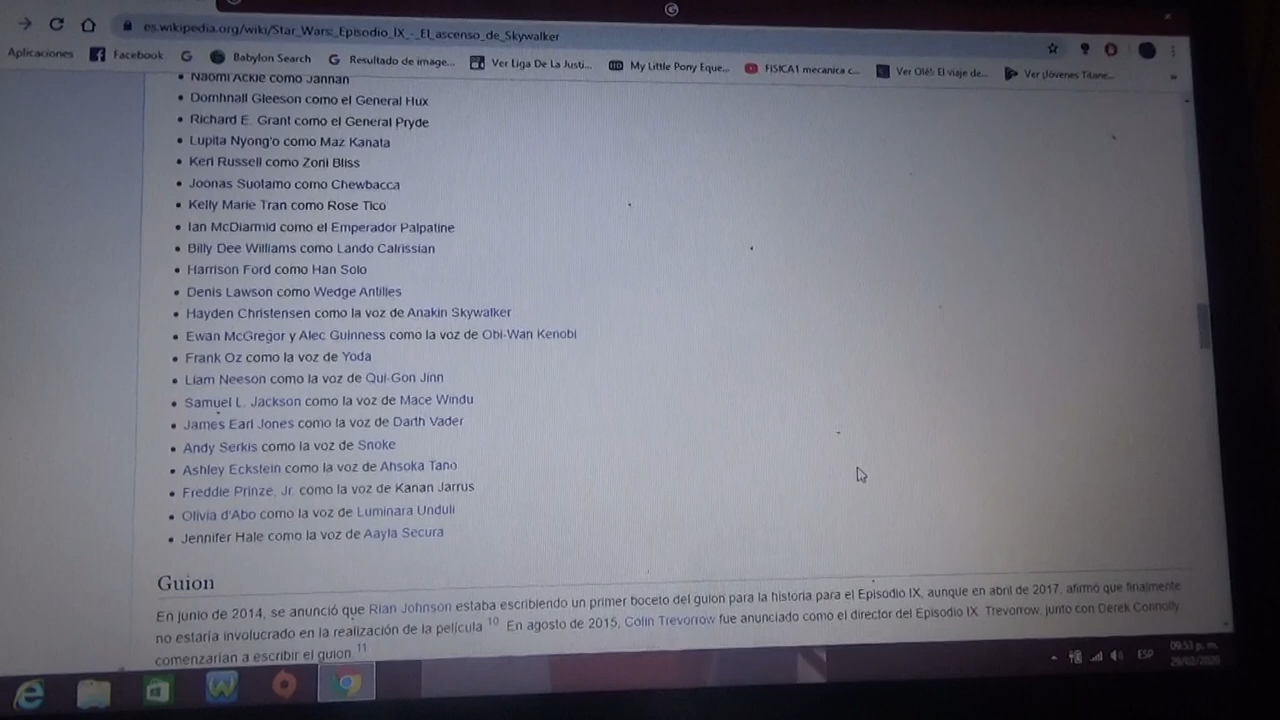 es.wikipedia.org/wiki/Star_Wars:_Episodio_IX_-_El_ascenso_de_Skywalker
Aplicaciones Facebook Babylon Search Resultado de image... Ver Liga De La Justi... My Little Pony Eque... FISICA1 mecanica c... Ver Olé!: El viaje de... Ver ¡Jóvenes Titane... »
• Naomi Ackie como Jannah
• Domhnall Gleeson como el General Hux
• Richard E. Grant como el General Pryde
• Lupita Nyong'o como Maz Kanata
• Keri Russell como Zorii Bliss
• Joonas Suotamo como Chewbacca
• Kelly Marie Tran como Rose Tico
• Ian McDiarmid como el Emperador Palpatine
• Billy Dee Williams como Lando Calrissian
• Harrison Ford como Han Solo
• Denis Lawson como Wedge Antilles
• Hayden Christensen como la voz de Anakin Skywalker
• Ewan McGregor y Alec Guinness como la voz de Obi-Wan Kenobi
• Frank Oz como la voz de Yoda
• Liam Neeson como la voz de Qui-Gon Jinn
• Samuel L. Jackson como la voz de Mace Windu
• James Earl Jones como la voz de Darth Vader
• Andy Serkis como la voz de Snoke
• Ashley Eckstein como la voz de Ahsoka Tano
• Freddie Prinze, Jr. como la voz de Kanan Jarrus
• Olivia d'Abo como la voz de Luminara Unduli
• Jennifer Hale como la voz de Aayla Secura
Guion
En junio de 2014, se anunció que Rian Johnson estaba escribiendo un primer boceto del guion para la historia para el Episodio IX, aunque en abril de 2017, afirmó que finalmente
no estaría involucrado en la realización de la película.10 En agosto de 2015, Colin Trevorrow fue anunciado como el director del Episodio IX. Trevorrow, junto con Derek Connolly
comenzarían a escribir el guion.11
ESP
09:53 p. m.
29/02/2020